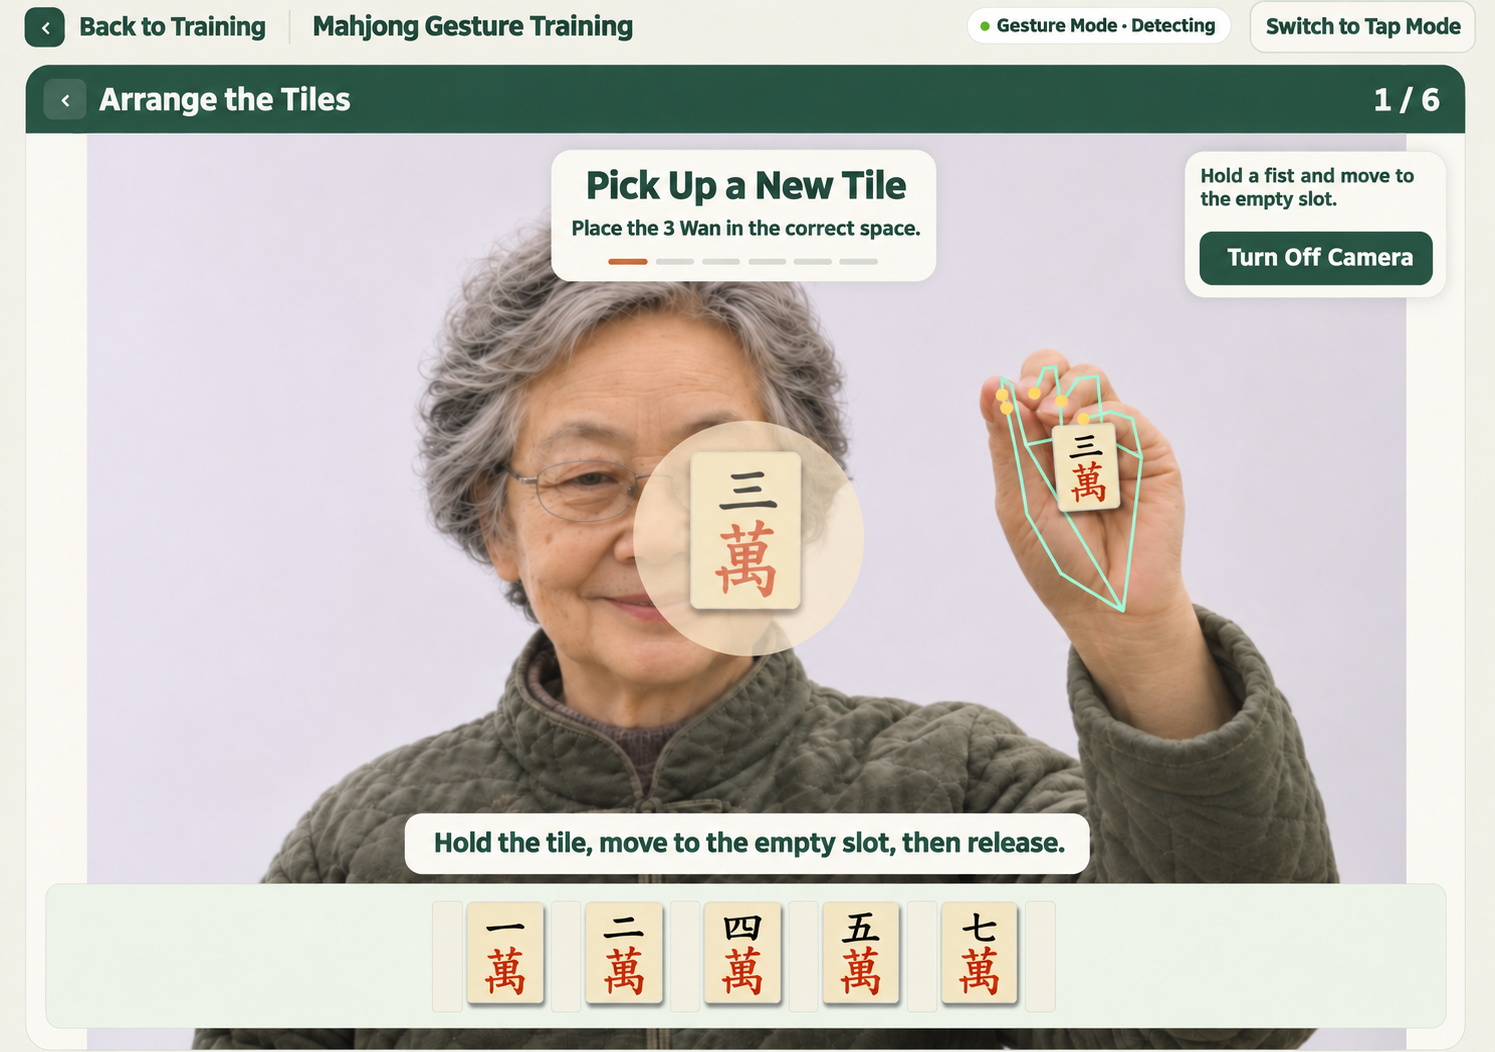 Back to Training
Mahjong Gesture Training
Gesture Mode · Detecting
Switch to Tap Mode
Arrange the Tiles
1 / 6
Pick Up a New Tile
Place the 3 Wan in the correct space.
Hold a fist and move to
the empty slot.
Turn Off Camera
三
萬
三
萬
Hold the tile, move to the empty slot, then release.
一 二 四 五 七
萬 萬 萬 萬 萬